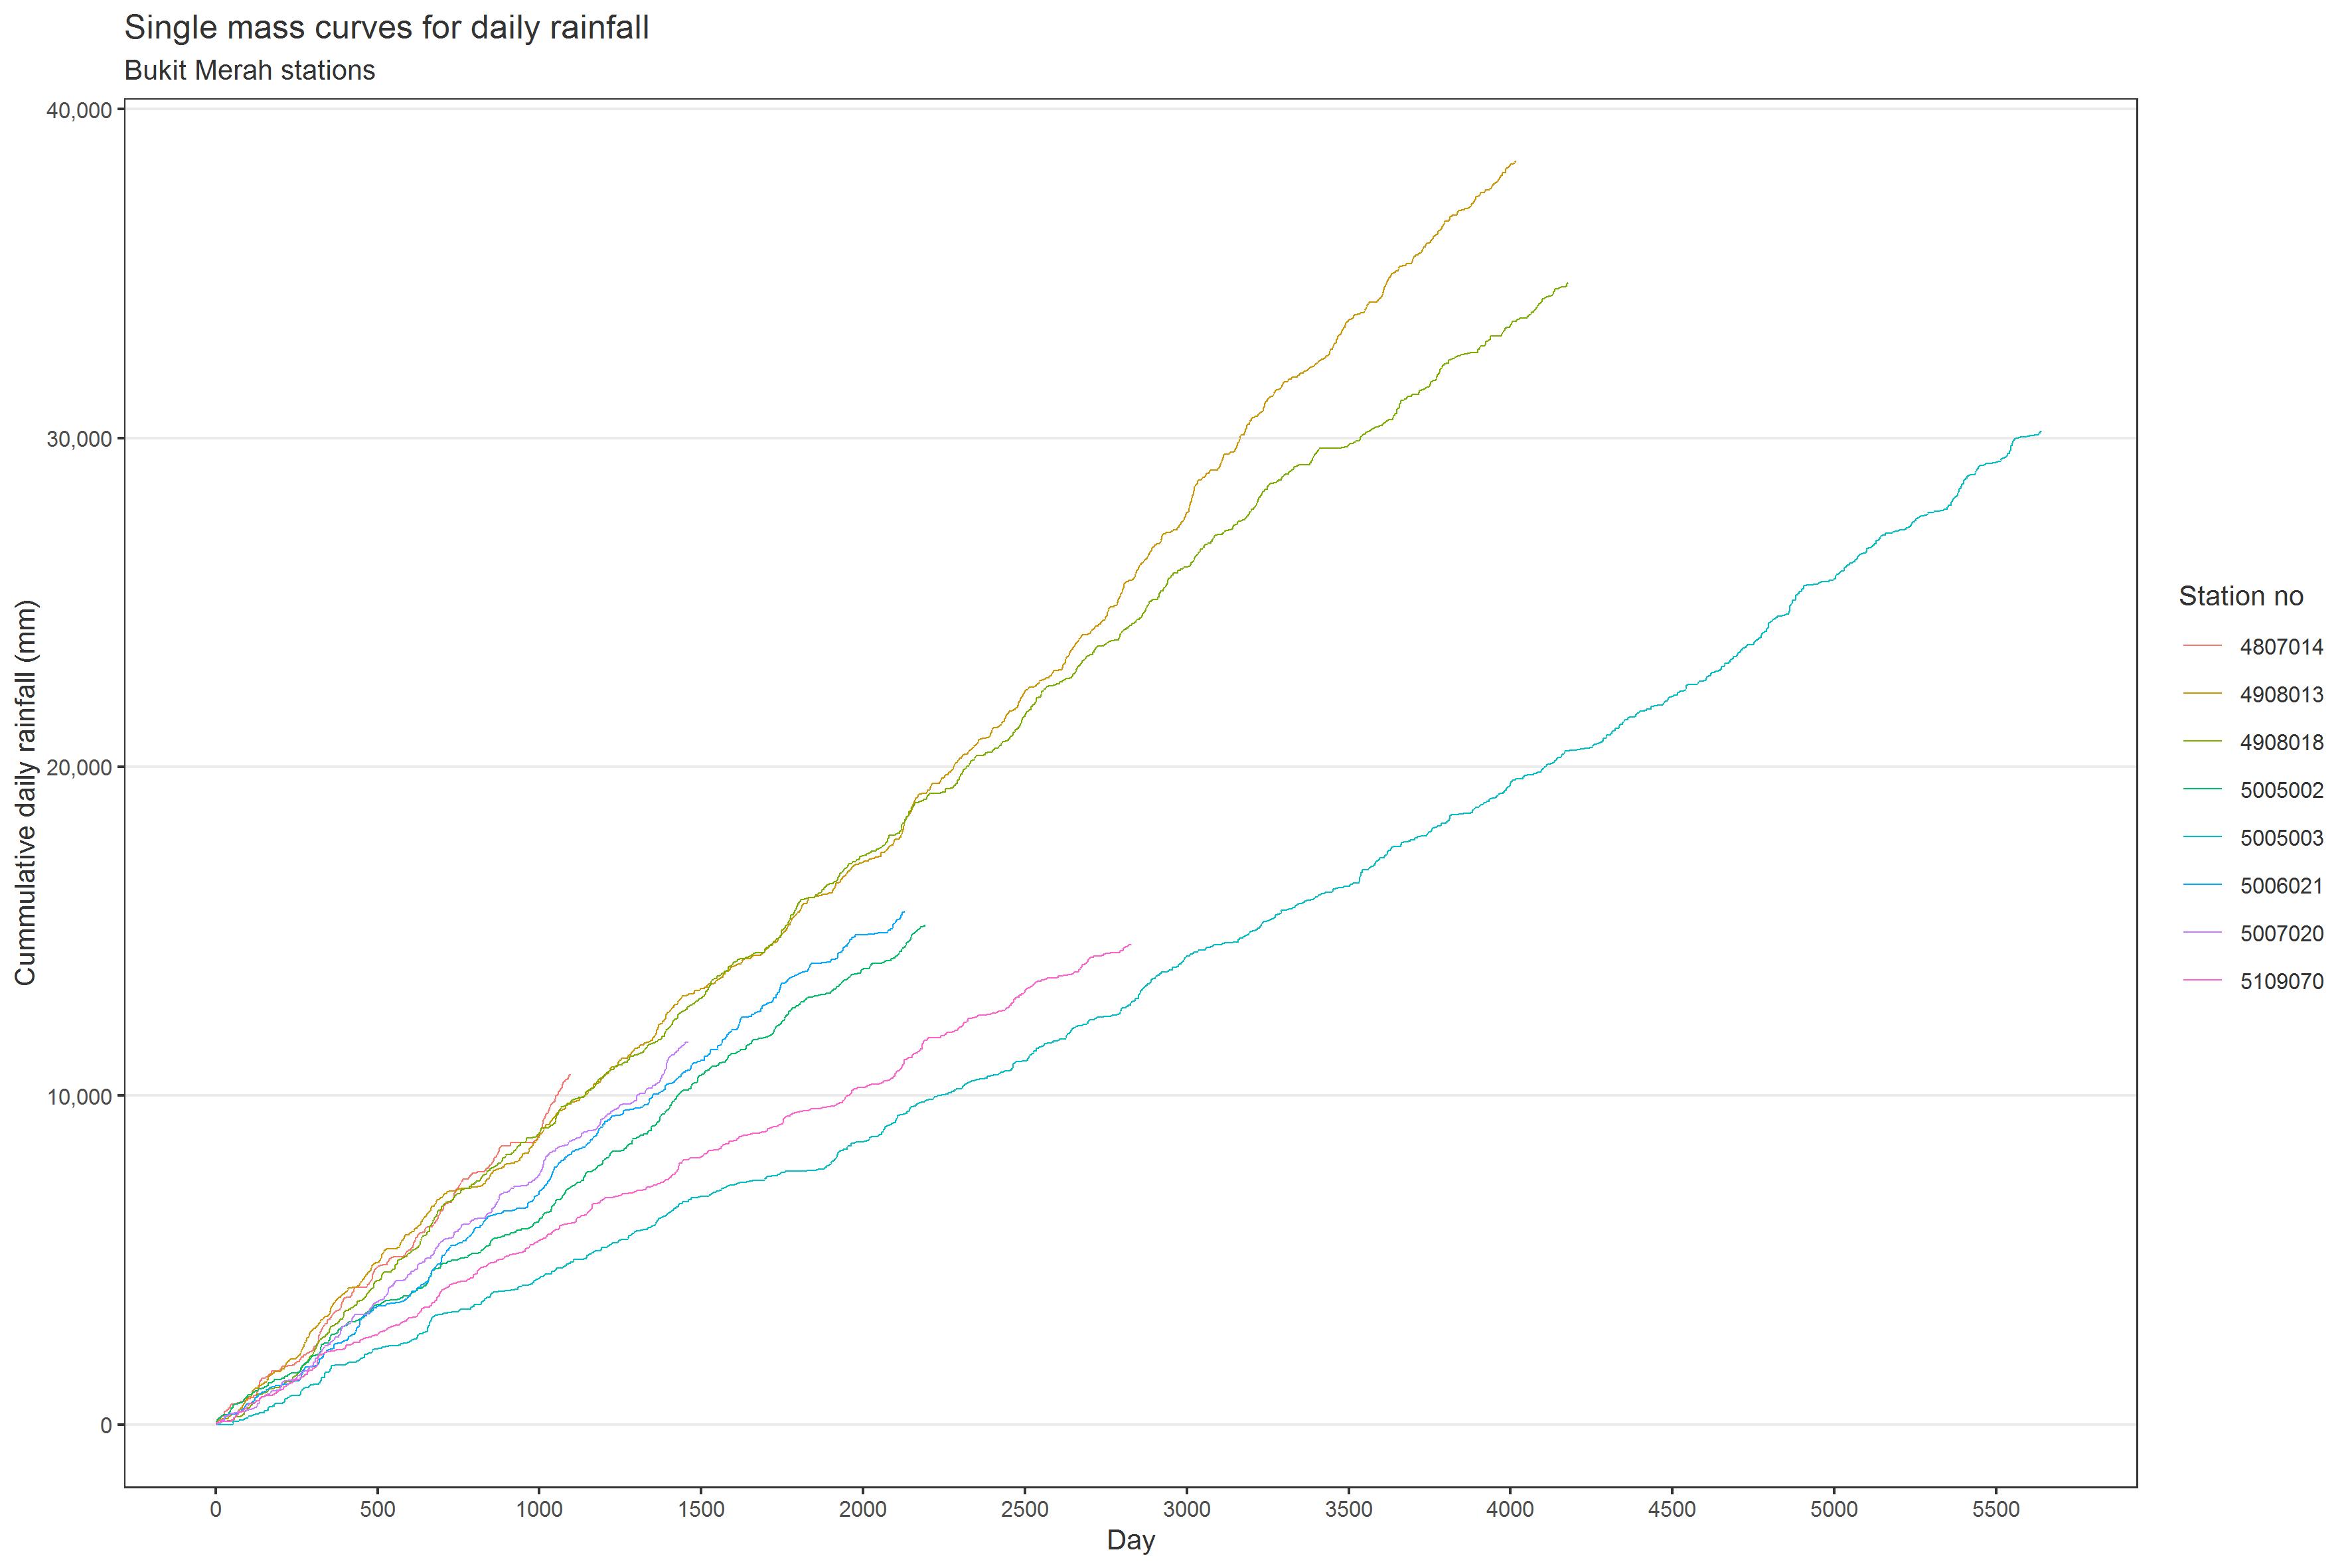 Single mass curves for daily rainfall
Bukit Merah stations
40,000
30,000
20,000
10,000
0
Cummulative daily rainfall (mm)
0 500 1000 1500 2000 2500 3000 3500 4000 4500 5000 5500
Day
Station no
4807014
4908013
4908018
5005002
5005003
5006021
5007020
5109070